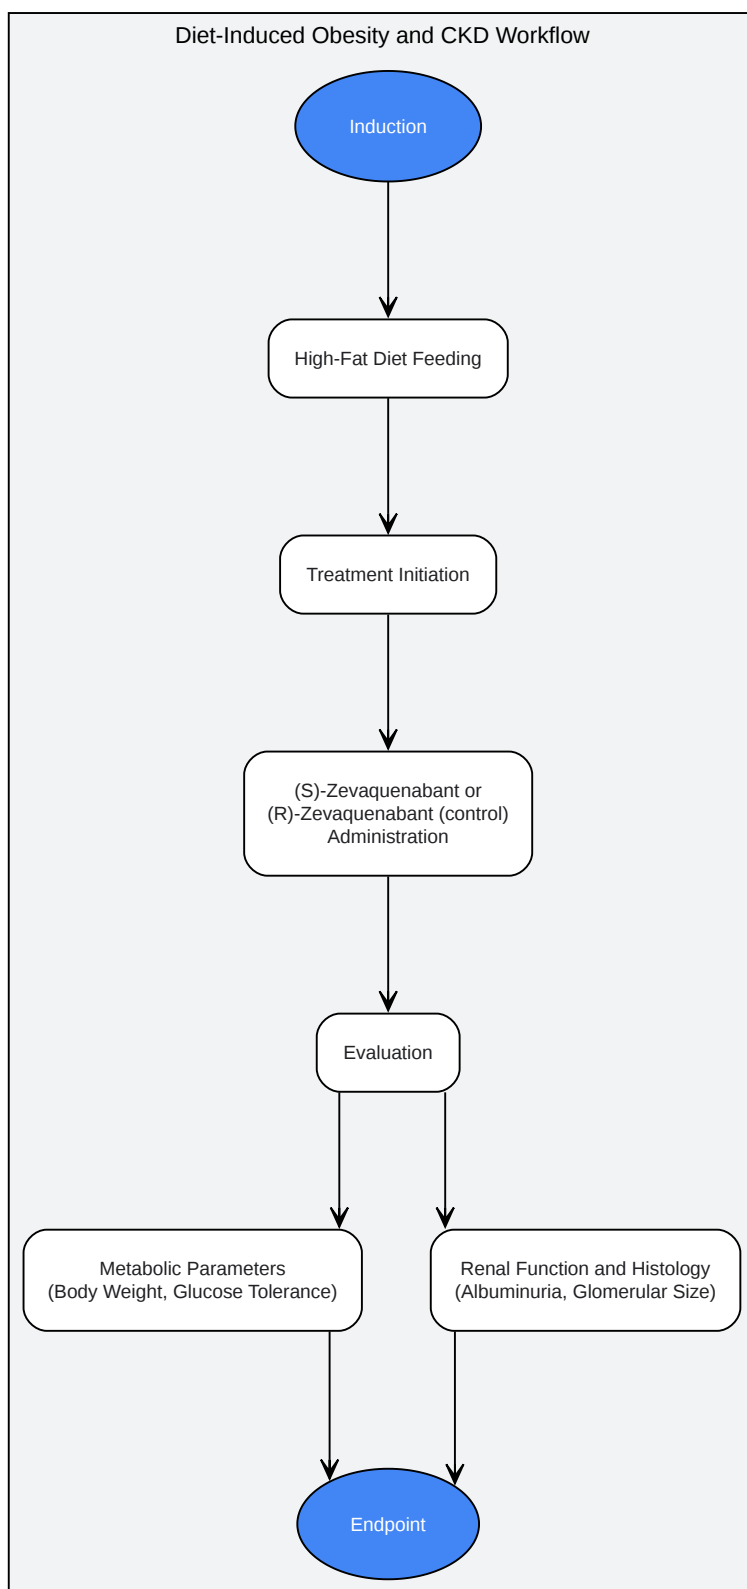 Diet-Induced Obesity and CKD Workflow
Induction
High-Fat Diet Feeding
Treatment Initiation
(S)-Zevaquenabant or
(R)-Zevaquenabant (control)
Administration
Evaluation
Metabolic Parameters
(Body Weight, Glucose Tolerance)
Renal Function and Histology
(Albuminuria, Glomerular Size)
Endpoint